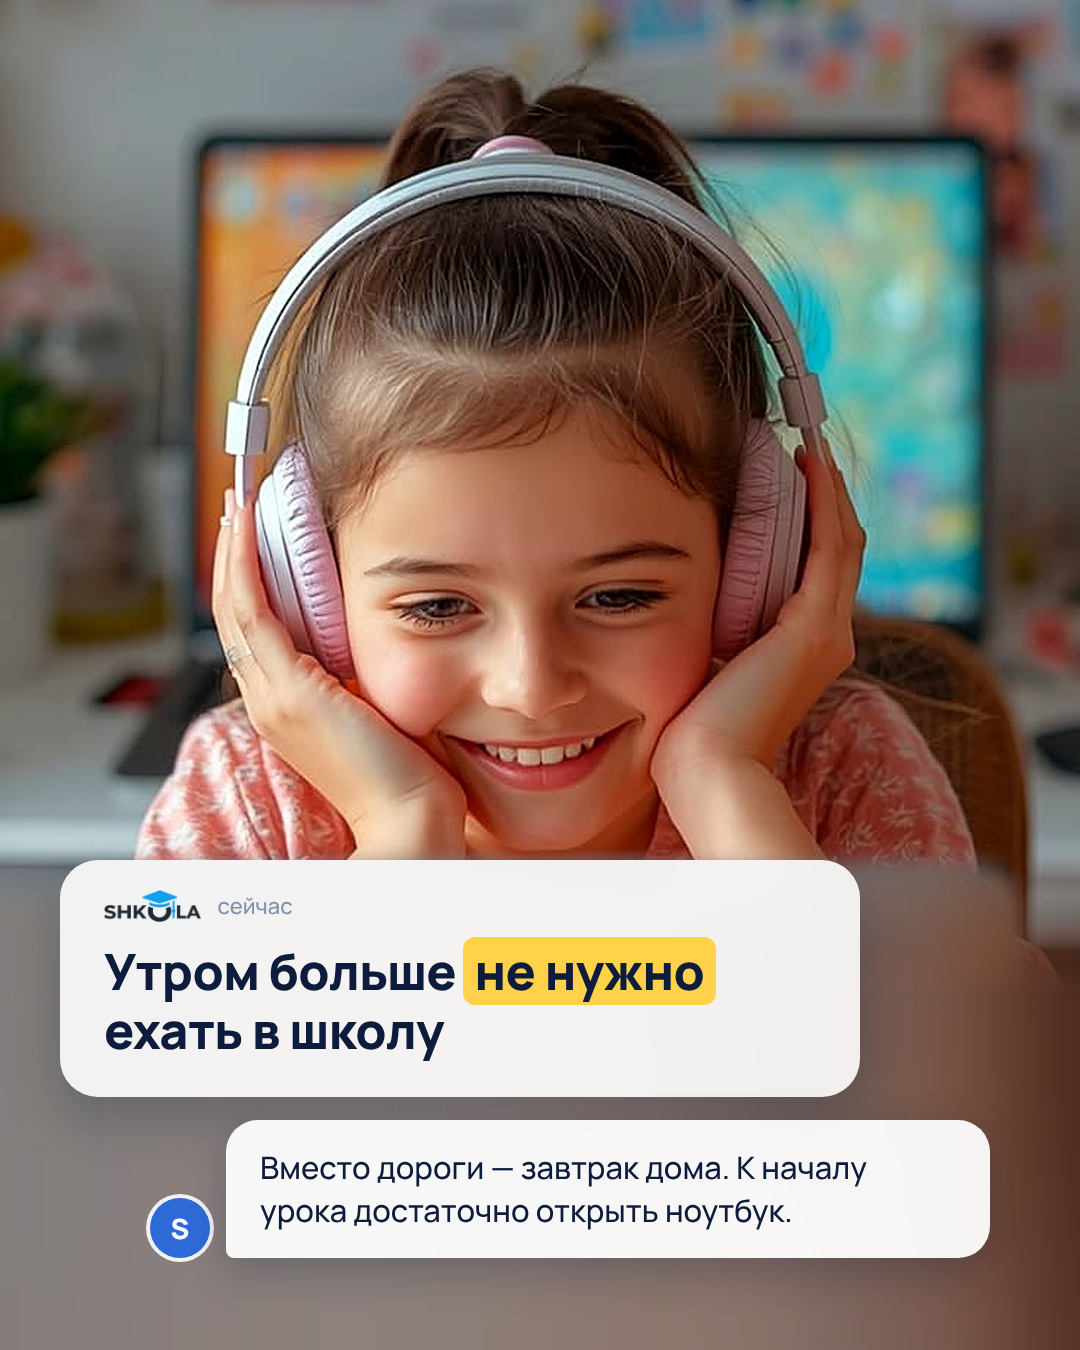 SHKOLA сейчас
Утром больше не нужно
ехать в школу
Вместо дороги — завтрак дома. К началу
урока достаточно открыть ноутбук.
S